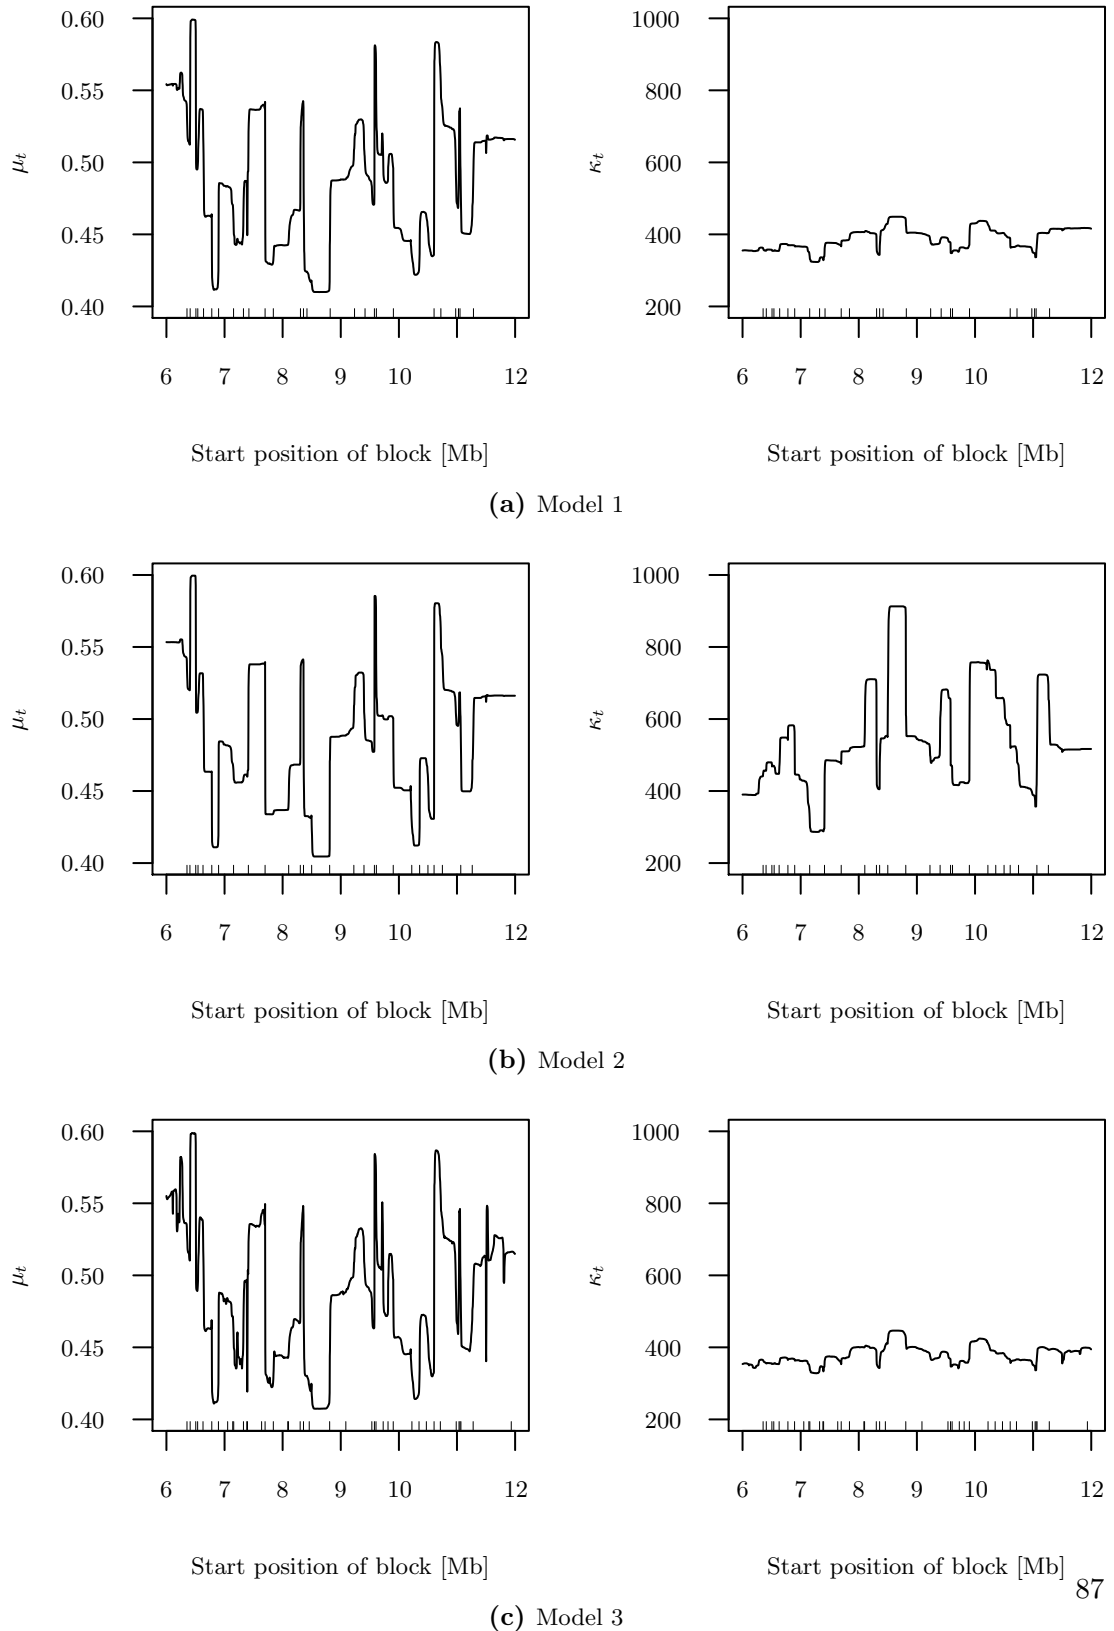 0.60
0.55
0.50
0.45
0.40
μt
6 7 8 9 10 12
Start position of block [Mb]
1000
800
600
400
200
κt
6 7 8 9 10 12
Start position of block [Mb]
(a) Model 1
0.60
0.55
0.50
0.45
0.40
μt
6 7 8 9 10 12
Start position of block [Mb]
1000
800
600
400
200
κt
6 7 8 9 10 12
Start position of block [Mb]
(b) Model 2
0.60
0.55
0.50
0.45
0.40
μt
6 7 8 9 10 12
Start position of block [Mb]
1000
800
600
400
200
κt
6 7 8 9 10 12
Start position of block [Mb]
(c) Model 3
87